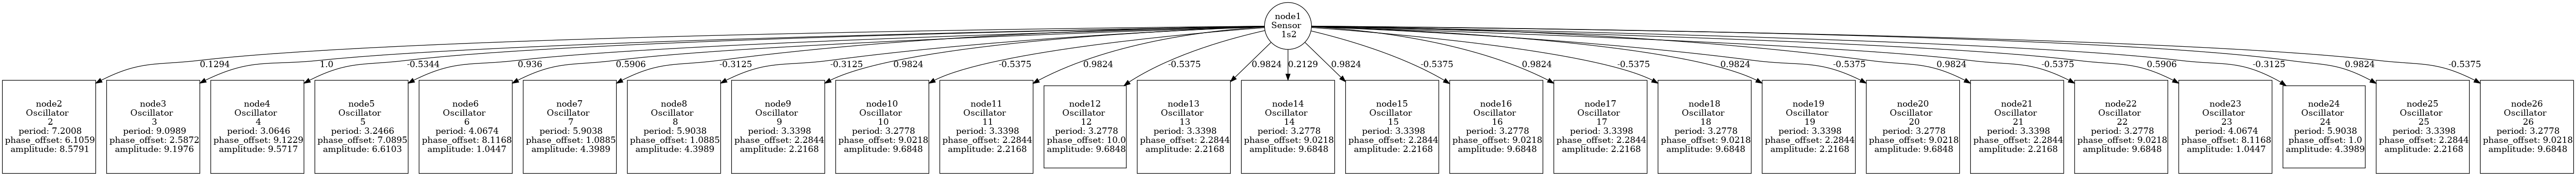 node1
Sensor
1s2
0.1294
1.0
-0.5344
0.936
0.5906
-0.3125
-0.3125
0.9824
-0.5375
0.9824
-0.5375
0.9824
0.2129
0.9824
-0.5375
0.9824
-0.5375
0.9824
-0.5375
0.9824
-0.5375
0.5906
-0.3125
0.9824
-0.5375
node2
Oscillator
2
period: 7.2008
phase_offset: 6.1059
amplitude: 8.5791
node3
Oscillator
3
period: 9.0989
phase_offset: 2.5872
amplitude: 9.1976
node4
Oscillator
4
period: 3.0646
phase_offset: 9.1229
amplitude: 9.5717
node5
Oscillator
5
period: 3.2466
phase_offset: 7.0895
amplitude: 6.6103
node6
Oscillator
6
period: 4.0674
phase_offset: 8.1168
amplitude: 1.0447
node7
Oscillator
7
period: 5.9038
phase_offset: 1.0885
amplitude: 4.3989
node8
Oscillator
8
period: 5.9038
phase_offset: 1.0885
amplitude: 4.3989
node9
Oscillator
9
period: 3.3398
phase_offset: 2.2844
amplitude: 2.2168
node10
Oscillator
10
period: 3.2778
phase_offset: 9.0218
amplitude: 9.6848
node11
Oscillator
11
period: 3.3398
phase_offset: 2.2844
amplitude: 2.2168
node12
Oscillator
12
period: 3.2778
phase_offset: 10.0
amplitude: 9.6848
node13
Oscillator
13
period: 3.3398
phase_offset: 2.2844
amplitude: 2.2168
node14
Oscillator
14
period: 3.2778
phase_offset: 9.0218
amplitude: 9.6848
node15
Oscillator
15
period: 3.3398
phase_offset: 2.2844
amplitude: 2.2168
node16
Oscillator
16
period: 3.2778
phase_offset: 9.0218
amplitude: 9.6848
node17
Oscillator
17
period: 3.3398
phase_offset: 2.2844
amplitude: 2.2168
node18
Oscillator
18
period: 3.2778
phase_offset: 9.0218
amplitude: 9.6848
node19
Oscillator
19
period: 3.3398
phase_offset: 2.2844
amplitude: 2.2168
node20
Oscillator
20
period: 3.2778
phase_offset: 9.0218
amplitude: 9.6848
node21
Oscillator
21
period: 3.3398
phase_offset: 2.2844
amplitude: 2.2168
node22
Oscillator
22
period: 3.2778
phase_offset: 9.0218
amplitude: 9.6848
node23
Oscillator
23
period: 4.0674
phase_offset: 8.1168
amplitude: 1.0447
node24
Oscillator
24
period: 5.9038
phase_offset: 1.0
amplitude: 4.3989
node25
Oscillator
25
period: 3.3398
phase_offset: 2.2844
amplitude: 2.2168
node26
Oscillator
26
period: 3.2778
phase_offset: 9.0218
amplitude: 9.6848